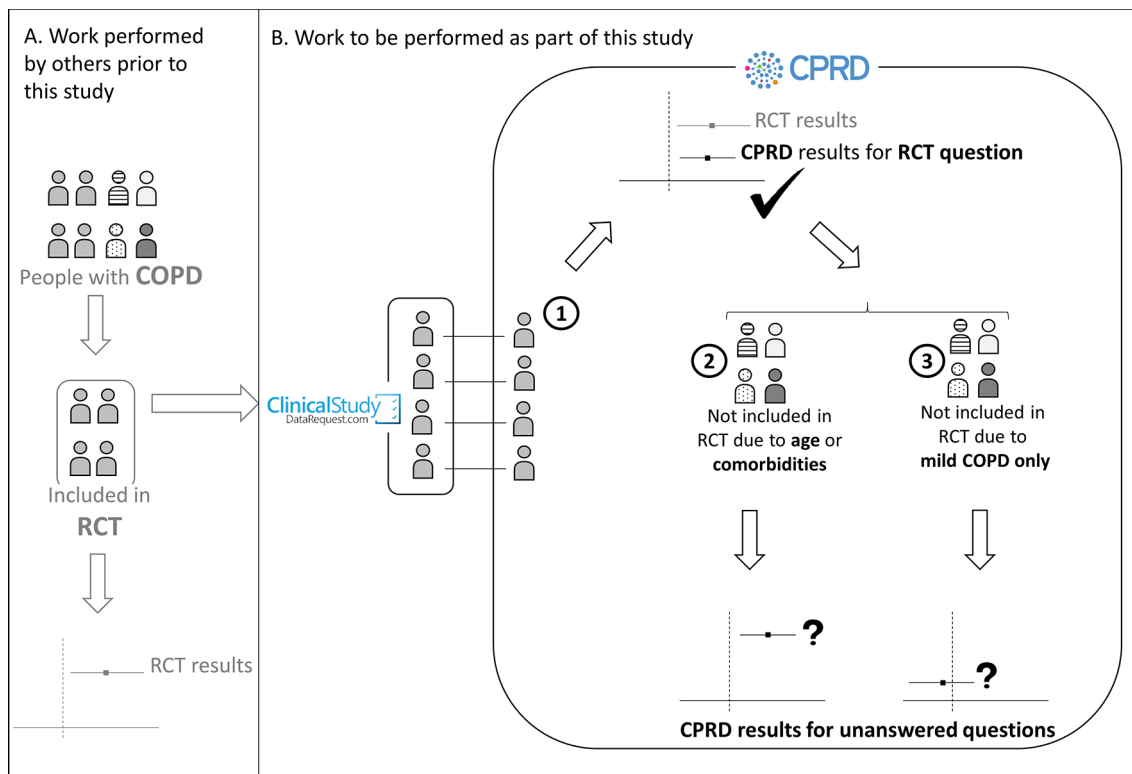 A. Work performed
by others prior to
this study
People with COPD
Included in
RCT
RCT results
B. Work to be performed as part of this study
CPRD
RCT results
CPRD results for RCT question
1
ClinicalStudy
DataRequest.com
2
Not included in
RCT due to age or
comorbidities
3
Not included in
RCT due to
mild COPD only
?
?
CPRD results for unanswered questions